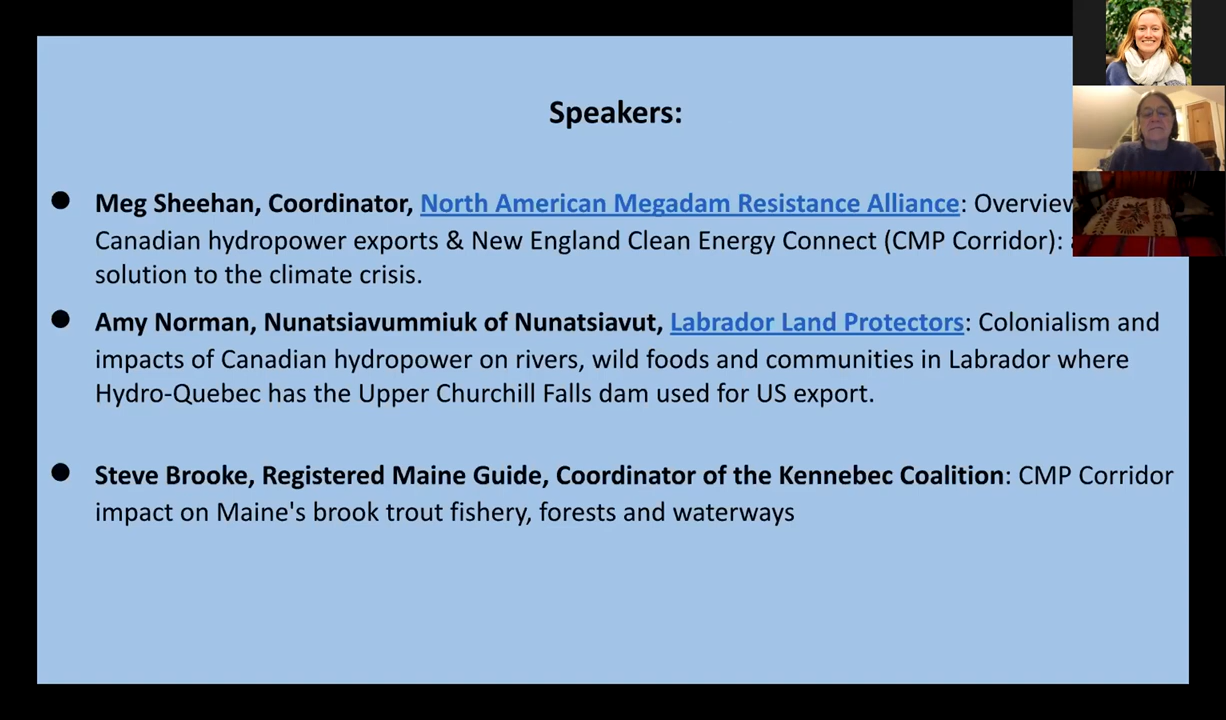 Speakers:
● Meg Sheehan, Coordinator, North American Megadam Resistance Alliance: Overview
Canadian hydropower exports & New England Clean Energy Connect (CMP Corridor):
solution to the climate crisis.
● Amy Norman, Nunatsiavummiuk of Nunatsiavut, Labrador Land Protectors: Colonialism and
impacts of Canadian hydropower on rivers, wild foods and communities in Labrador where
Hydro-Quebec has the Upper Churchill Falls dam used for US export.
● Steve Brooke, Registered Maine Guide, Coordinator of the Kennebec Coalition: CMP Corridor
impact on Maine's brook trout fishery, forests and waterways